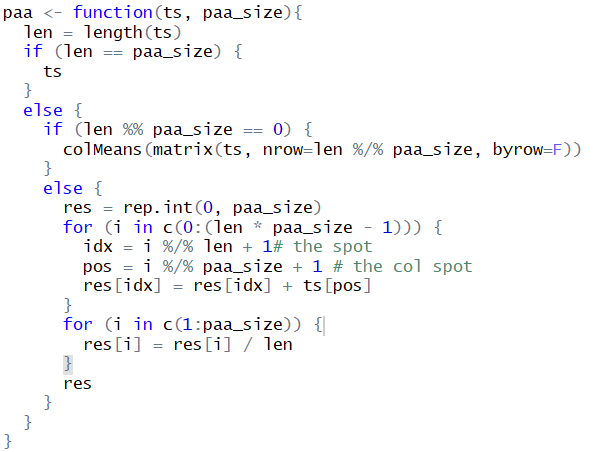 paa <- function(ts, paa_size){
  len = length(ts)
  if (len == paa_size) {
    ts
  }
  else {
    if (len %% paa_size == 0) {
      colMeans(matrix(ts, nrow=len %/% paa_size, byrow=F))
    }
    else {
      res = rep.int(0, paa_size)
      for (i in c(0:(len * paa_size - 1))) {
        idx = i %/% len + 1# the spot
        pos = i %/% paa_size + 1 # the col spot
        res[idx] = res[idx] + ts[pos]
      }
      for (i in c(1:paa_size)) {
        res[i] = res[i] / len
      }
      res
    }
  }
}